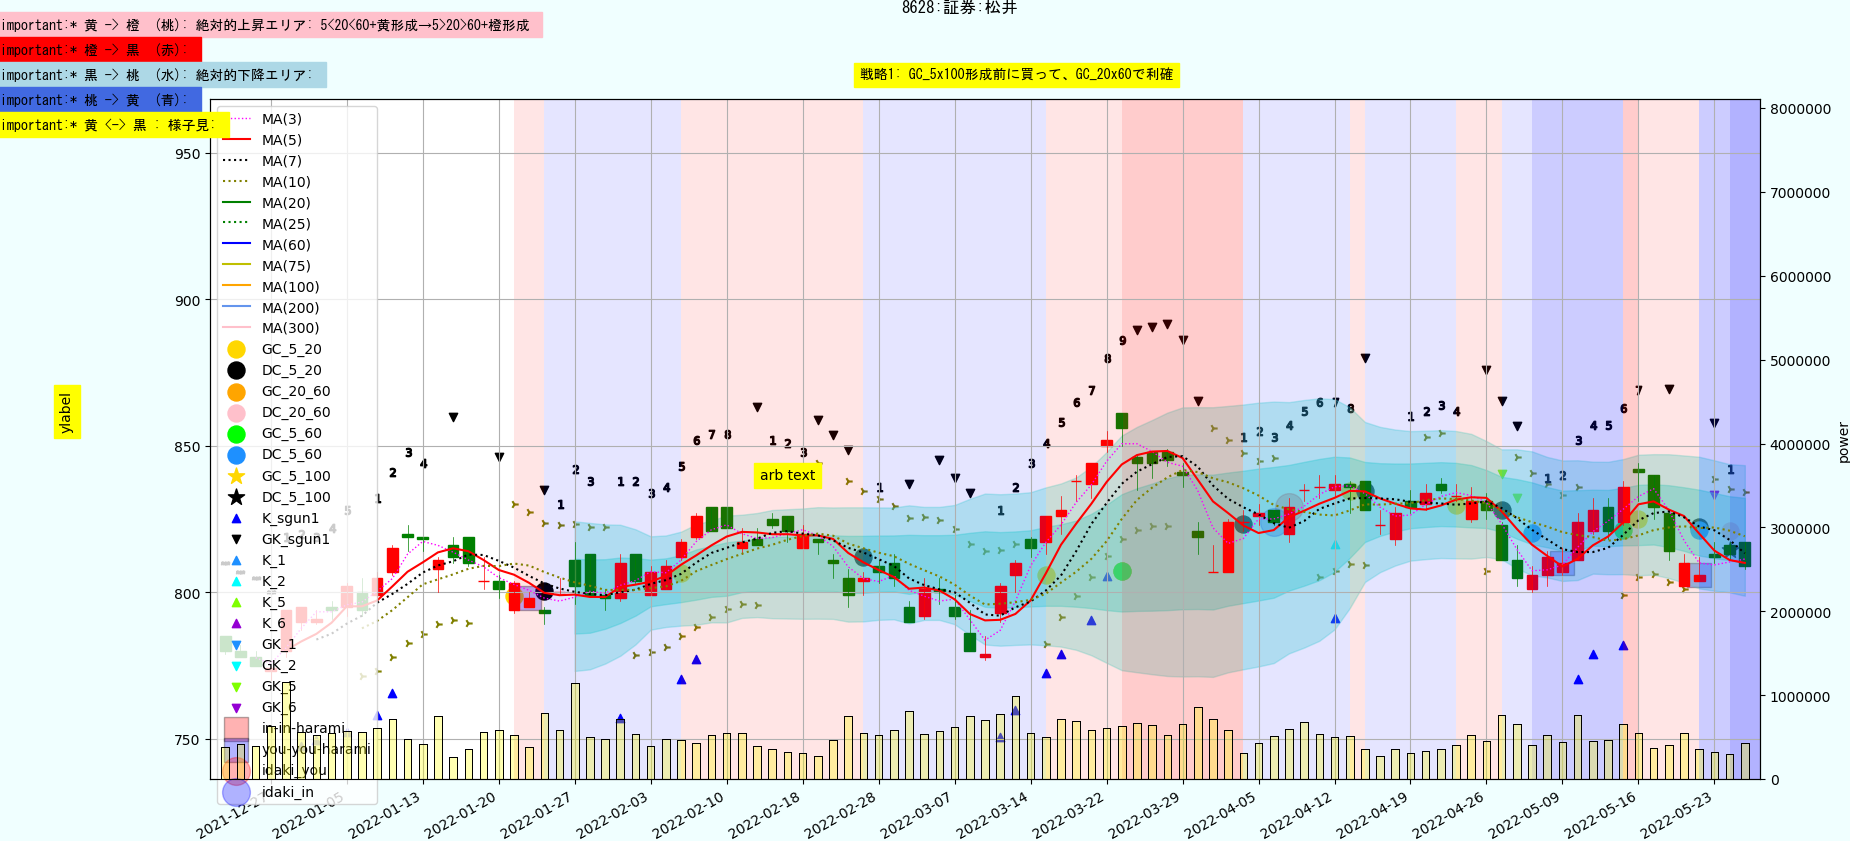 8628:証券:松井
important:* 黄 -> 橙 (桃): 絶対的上昇エリア: 5<20<60+黄形成→5>20>60+橙形成
important:* 橙 -> 黒 (赤):
important:* 黒 -> 桃 (水): 絶対的下降エリア:
戦略1: GC_5x100形成前に買って、GC_20x60で利確
important:* 桃 -> 黄 (青):
important:* 黄 <-> 黒 : 様子見:
MA(3)
MA(5)
MA(7)
MA(10)
MA(20)
MA(25)
MA(60)
MA(75)
MA(100)
MA(200)
MA(300)
GC_5_20
DC_5_20
GC_20_60
DC_20_60
GC_5_60
DC_5_60
GC_5_100
DC_5_100
K_sgun1
GK_sgun1
K_1
K_2
K_5
K_6
GK_1
GK_2
GK_5
GK_6
in-in-harami
you-you-harami
idaki_you
idaki_in
ylabel
950
900
850
800
750
arb text
8000000
7000000
6000000
5000000
4000000
3000000
2000000
1000000
0
power
2022-01-05
2022-01-13
2022-01-20
2022-01-27
2022-02-03
2022-02-10
2022-02-18
2022-02-28
2022-03-07
2022-03-14
2022-03-22
2022-03-29
2022-04-05
2022-04-12
2022-04-19
2022-04-26
2022-05-09
2022-05-16
2022-05-23